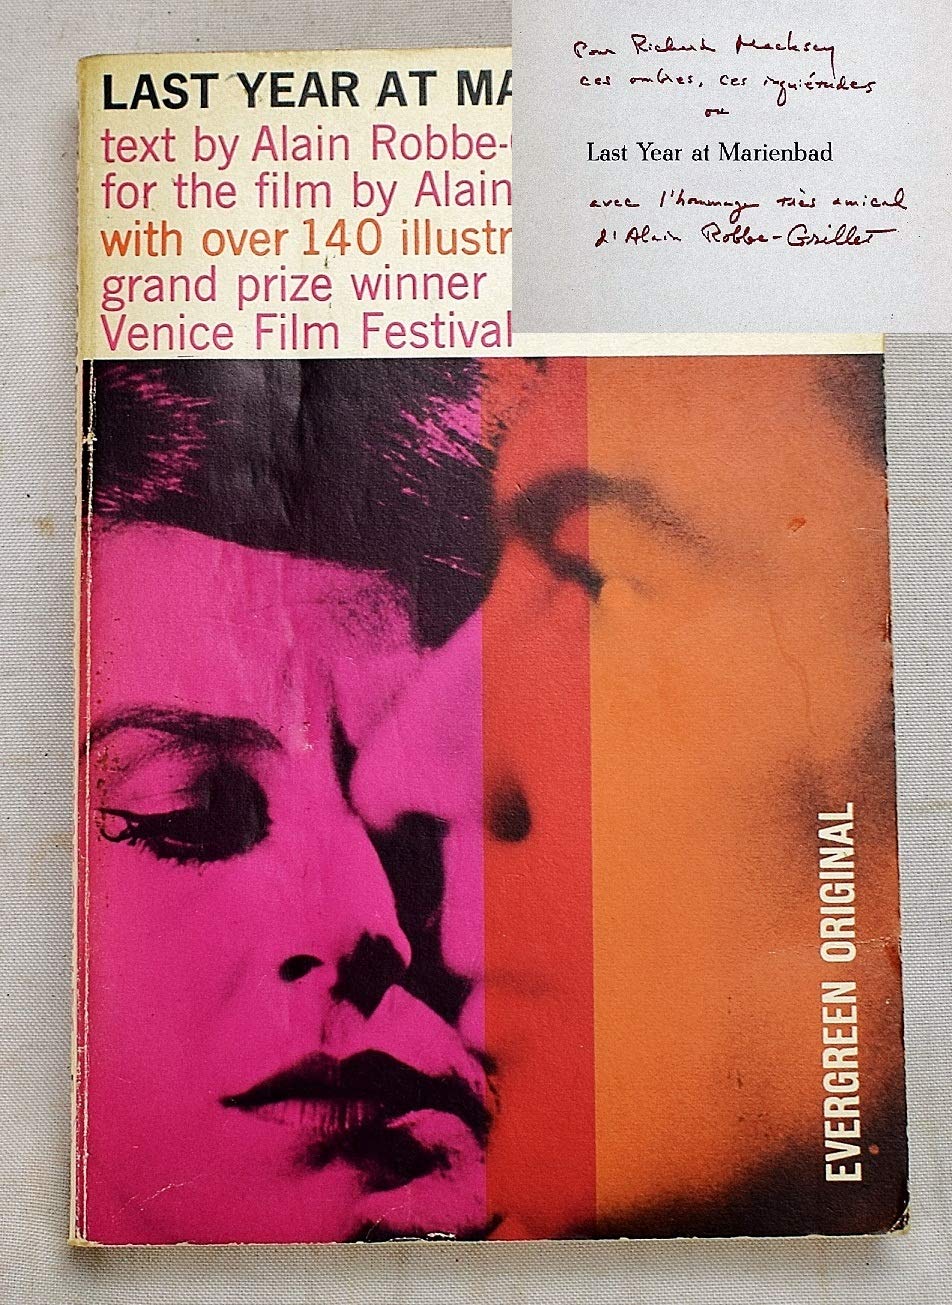 LAST YEAR AT MA
text by Alain Robbe-
for the film by Alain
with over 140 illustr
grand prize winner
Venice Film Festival
Pour Richard Macksey
ces ombres, ces inquiétudes
ou
Last Year at Marienbad
avec l'hommage très amical
d'Alain Robbe-Grillet
EVERGREEN ORIGINAL